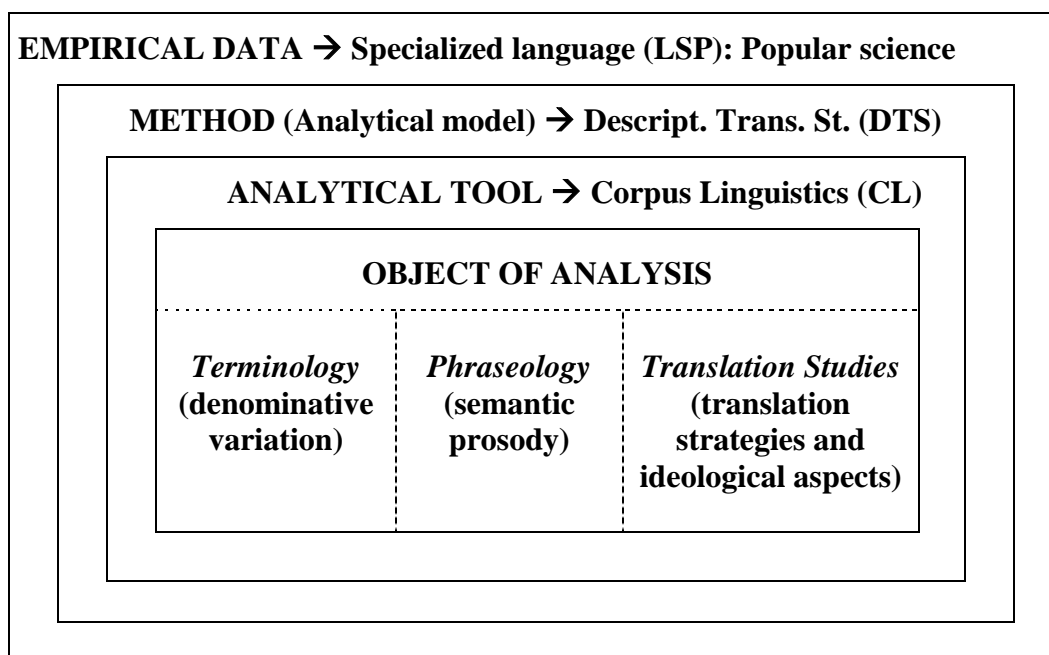 EMPIRICAL DATA → Specialized language (LSP): Popular science
METHOD (Analytical model) → Descript. Trans. St. (DTS)
ANALYTICAL TOOL → Corpus Linguistics (CL)
OBJECT OF ANALYSIS
Terminology
(denominative
variation)
Phraseology
(semantic
prosody)
Translation Studies
(translation
strategies and
ideological aspects)